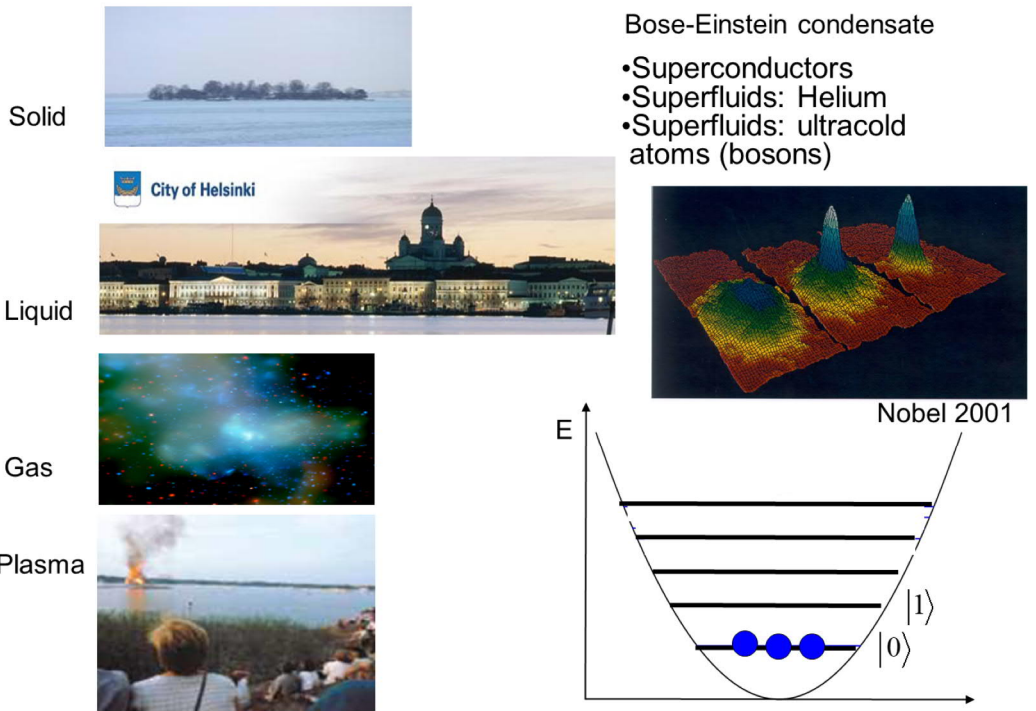 Solid
City of Helsinki
Liquid
Gas
Plasma
Bose-Einstein condensate
•Superconductors
•Superfluids: Helium
•Superfluids: ultracold
atoms (bosons)
Nobel 2001
E
|1⟩
|0⟩